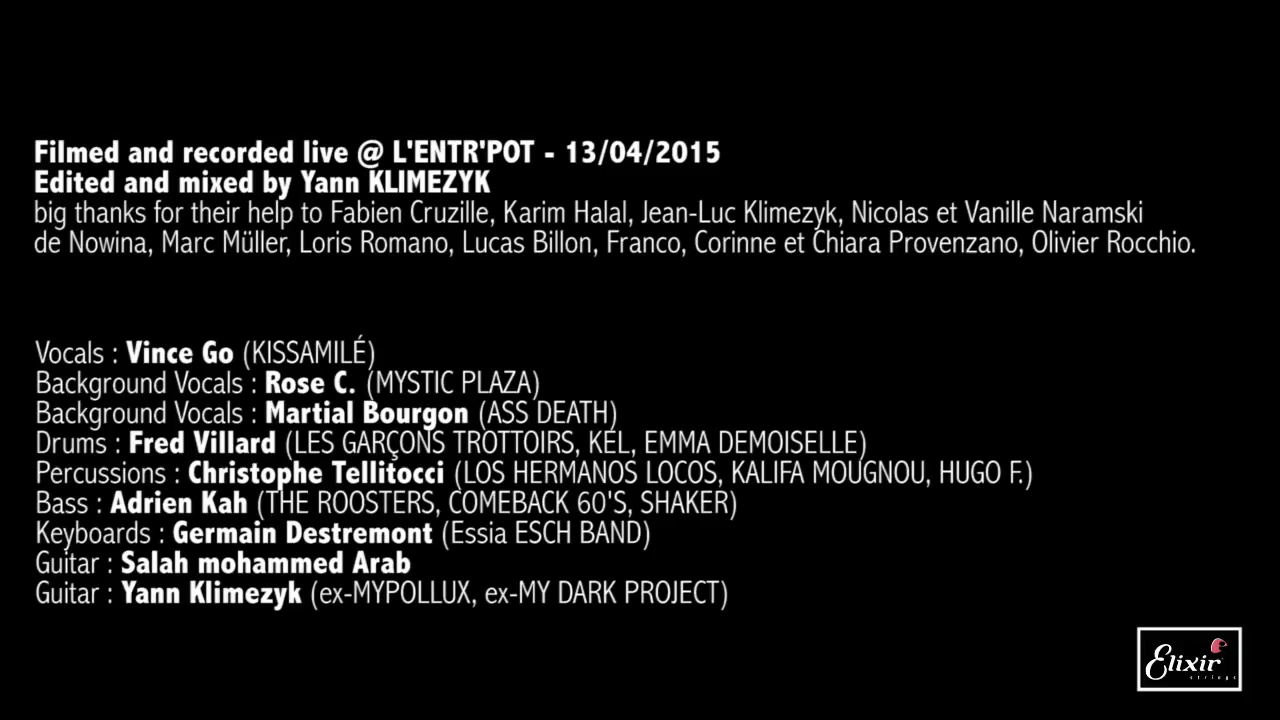 Filmed and recorded live @ L'ENTR'POT - 13/04/2015
Edited and mixed by Yann KLIMEZYK
big thanks for their help to Fabien Cruzille, Karim Halal, Jean-Luc Klimezyk, Nicolas et Vanille Naramski
de Nowina, Marc Müller, Loris Romano, Lucas Billon, Franco, Corinne et Chiara Provenzano, Olivier Rocchio.
Vocals : Vince Go (KISSAMILÉ)
Background Vocals : Rose C. (MYSTIC PLAZA)
Background Vocals : Martial Bourgon (ASS DEATH)
Drums : Fred Villard (LES GARÇONS TROTTOIRS, KEL, EMMA DEMOISELLE)
Percussions : Christophe Tellitocci (LOS HERMANOS LOCOS, KALIFA MOUGNOU, HUGO F.)
Bass : Adrien Kah (THE ROOSTERS, COMEBACK 60'S, SHAKER)
Keyboards : Germain Destremont (Essia ESCH BAND)
Guitar : Salah mohammed Arab
Guitar : Yann Klimezyk (ex-MYPOLLUX, ex-MY DARK PROJECT)
Elixir
strings